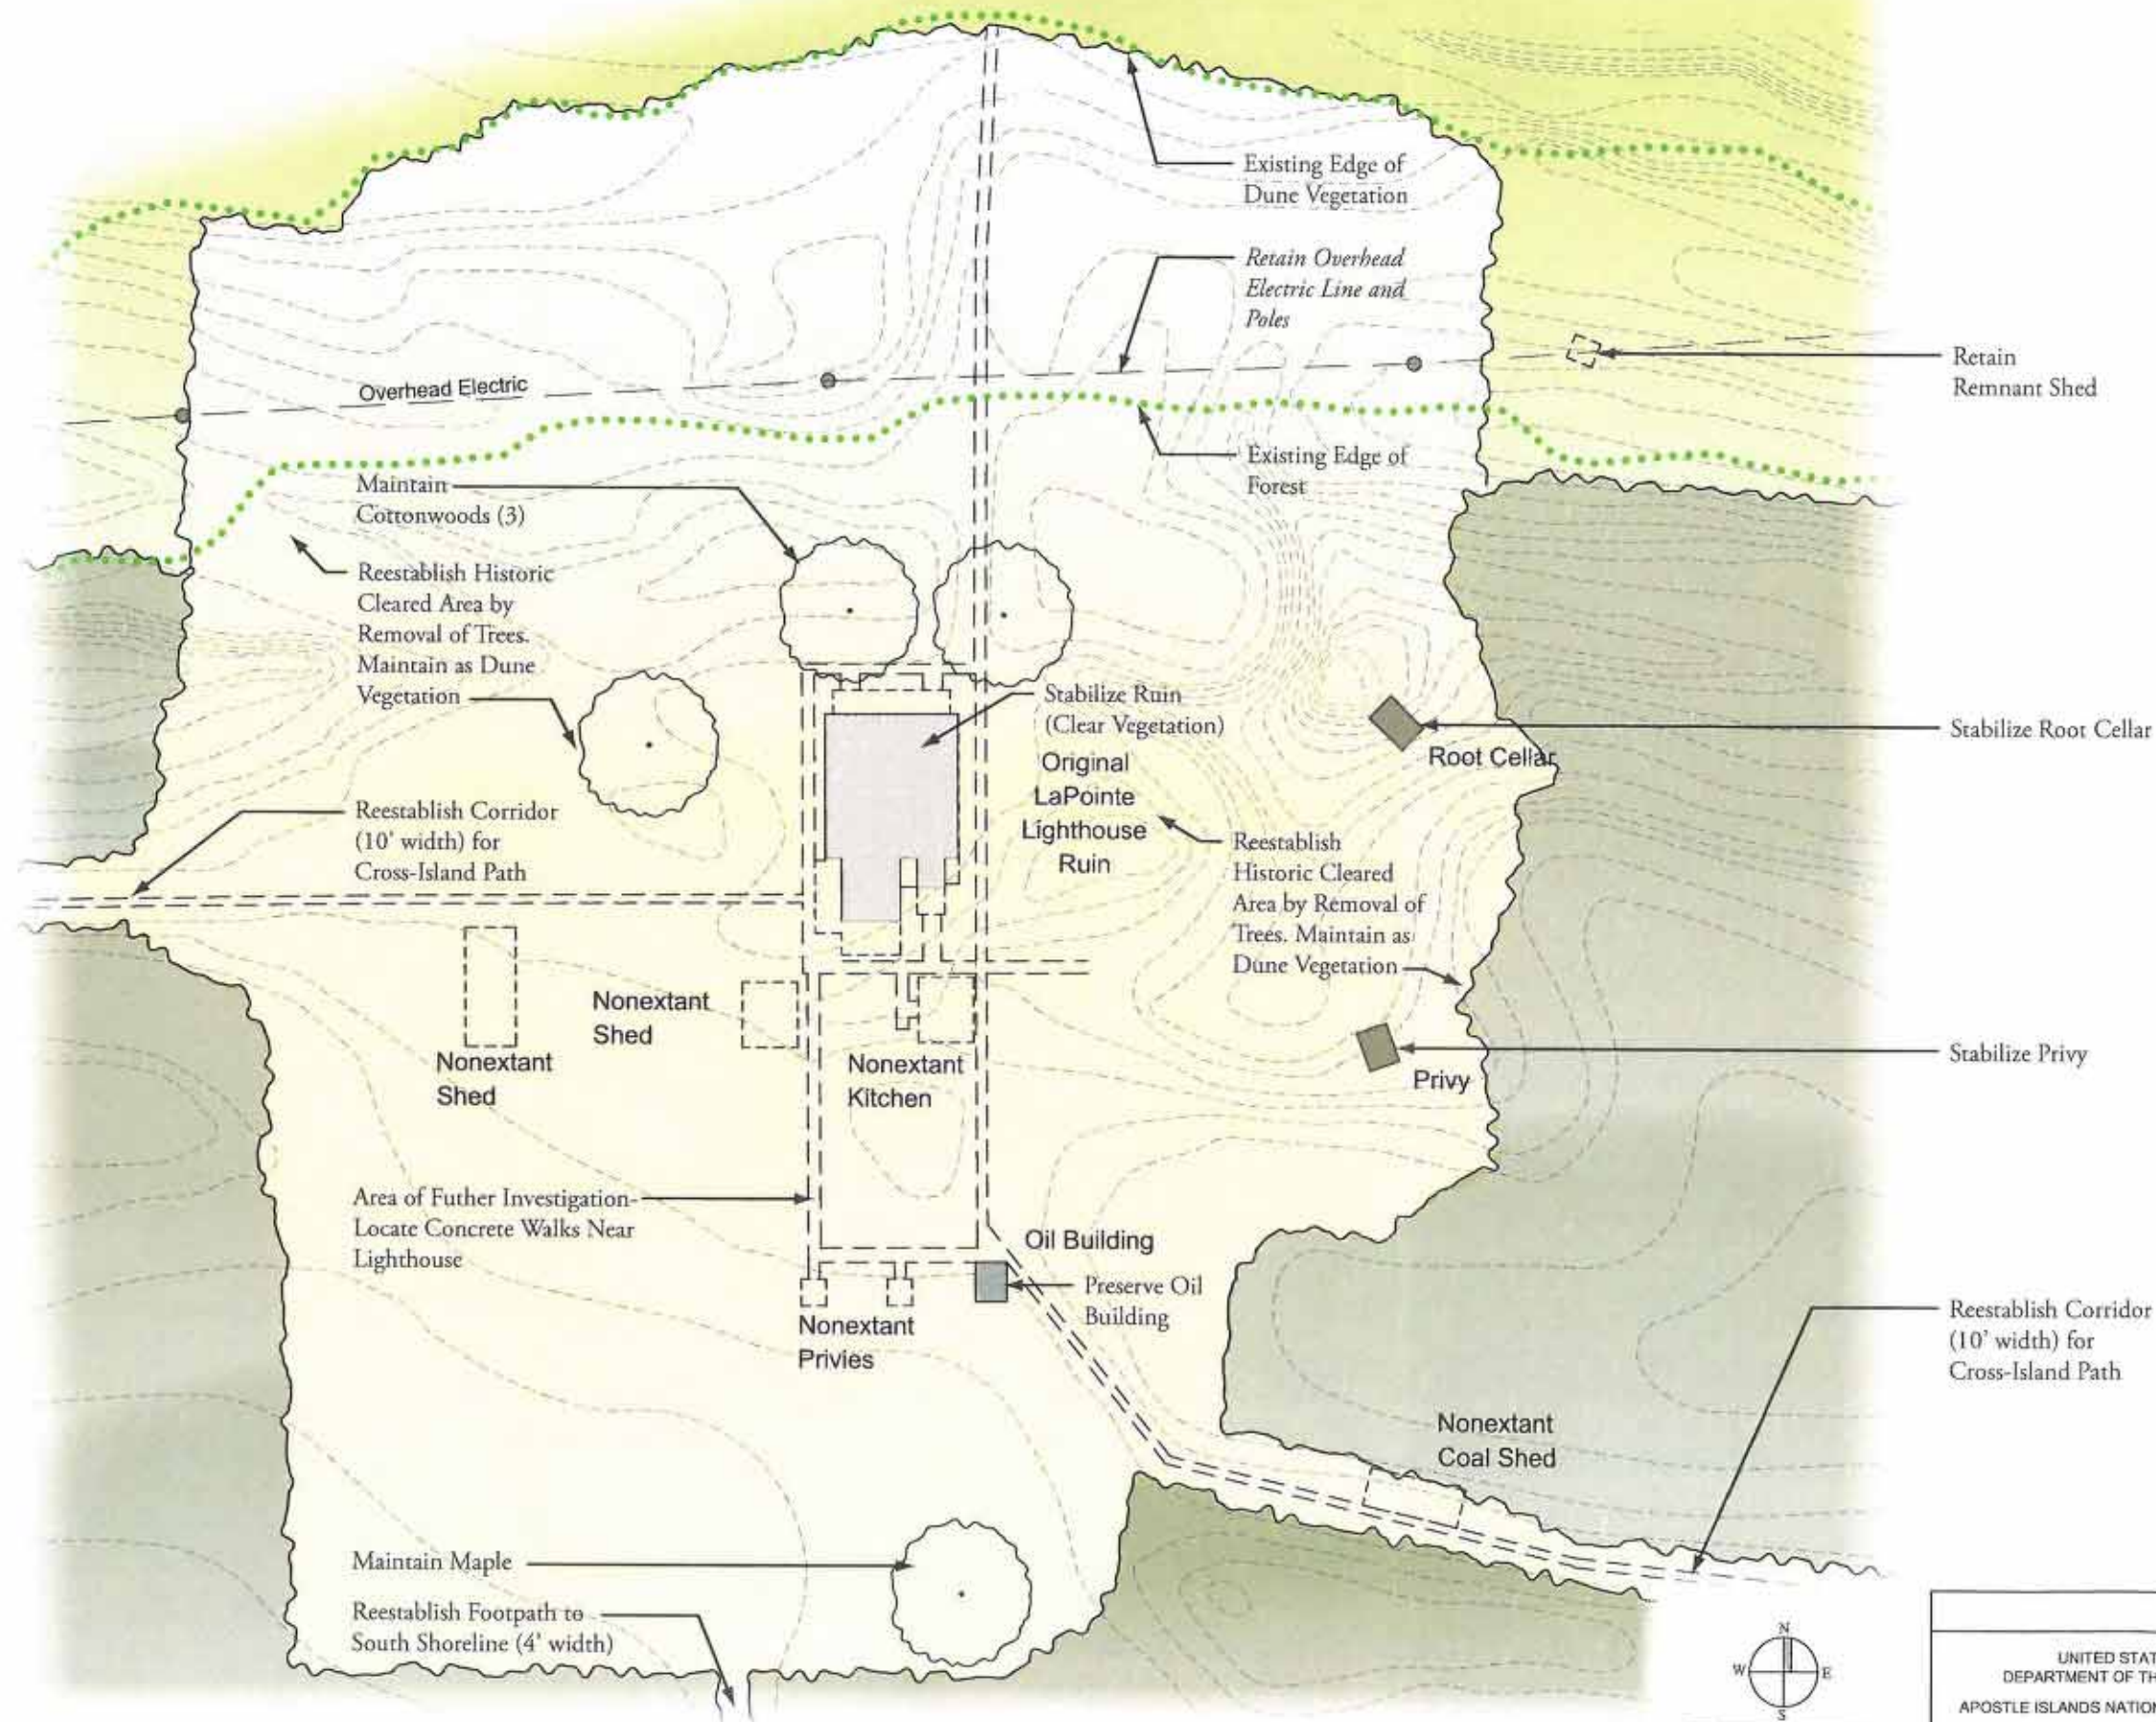 Existing Edge of
Dune Vegetation
Retain Overhead
Electric Line and
Poles
Retain
Remnant Shed
Overhead Electric
Existing Edge of
Forest
Maintain
Cottonwoods (3)
Reestablish Historic
Cleared Area by
Removal of Trees.
Maintain as Dune
Vegetation
Stabilize Ruin
(Clear Vegetation)
Original
LaPointe
Lighthouse
Ruin
Root Cellar
Stabilize Root Cellar
Reestablish Corridor
(10' width) for
Cross-Island Path
Reestablish
Historic Cleared
Area by Removal of
Trees. Maintain as
Dune Vegetation
Nonextant
Shed
Nonextant
Shed
Nonextant
Kitchen
Privy
Stabilize Privy
Area of Futher Investigation-
Locate Concrete Walks Near
Lighthouse
Oil Building
Preserve Oil
Building
Nonextant
Privies
Reestablish Corridor
(10' width) for
Cross-Island Path
Nonextant
Coal Shed
Maintain Maple
Reestablish Footpath to
South Shoreline (4' width)
N
W
E
S
UNITED STAT
DEPARTMENT OF TH
APOSTLE ISLANDS NATION